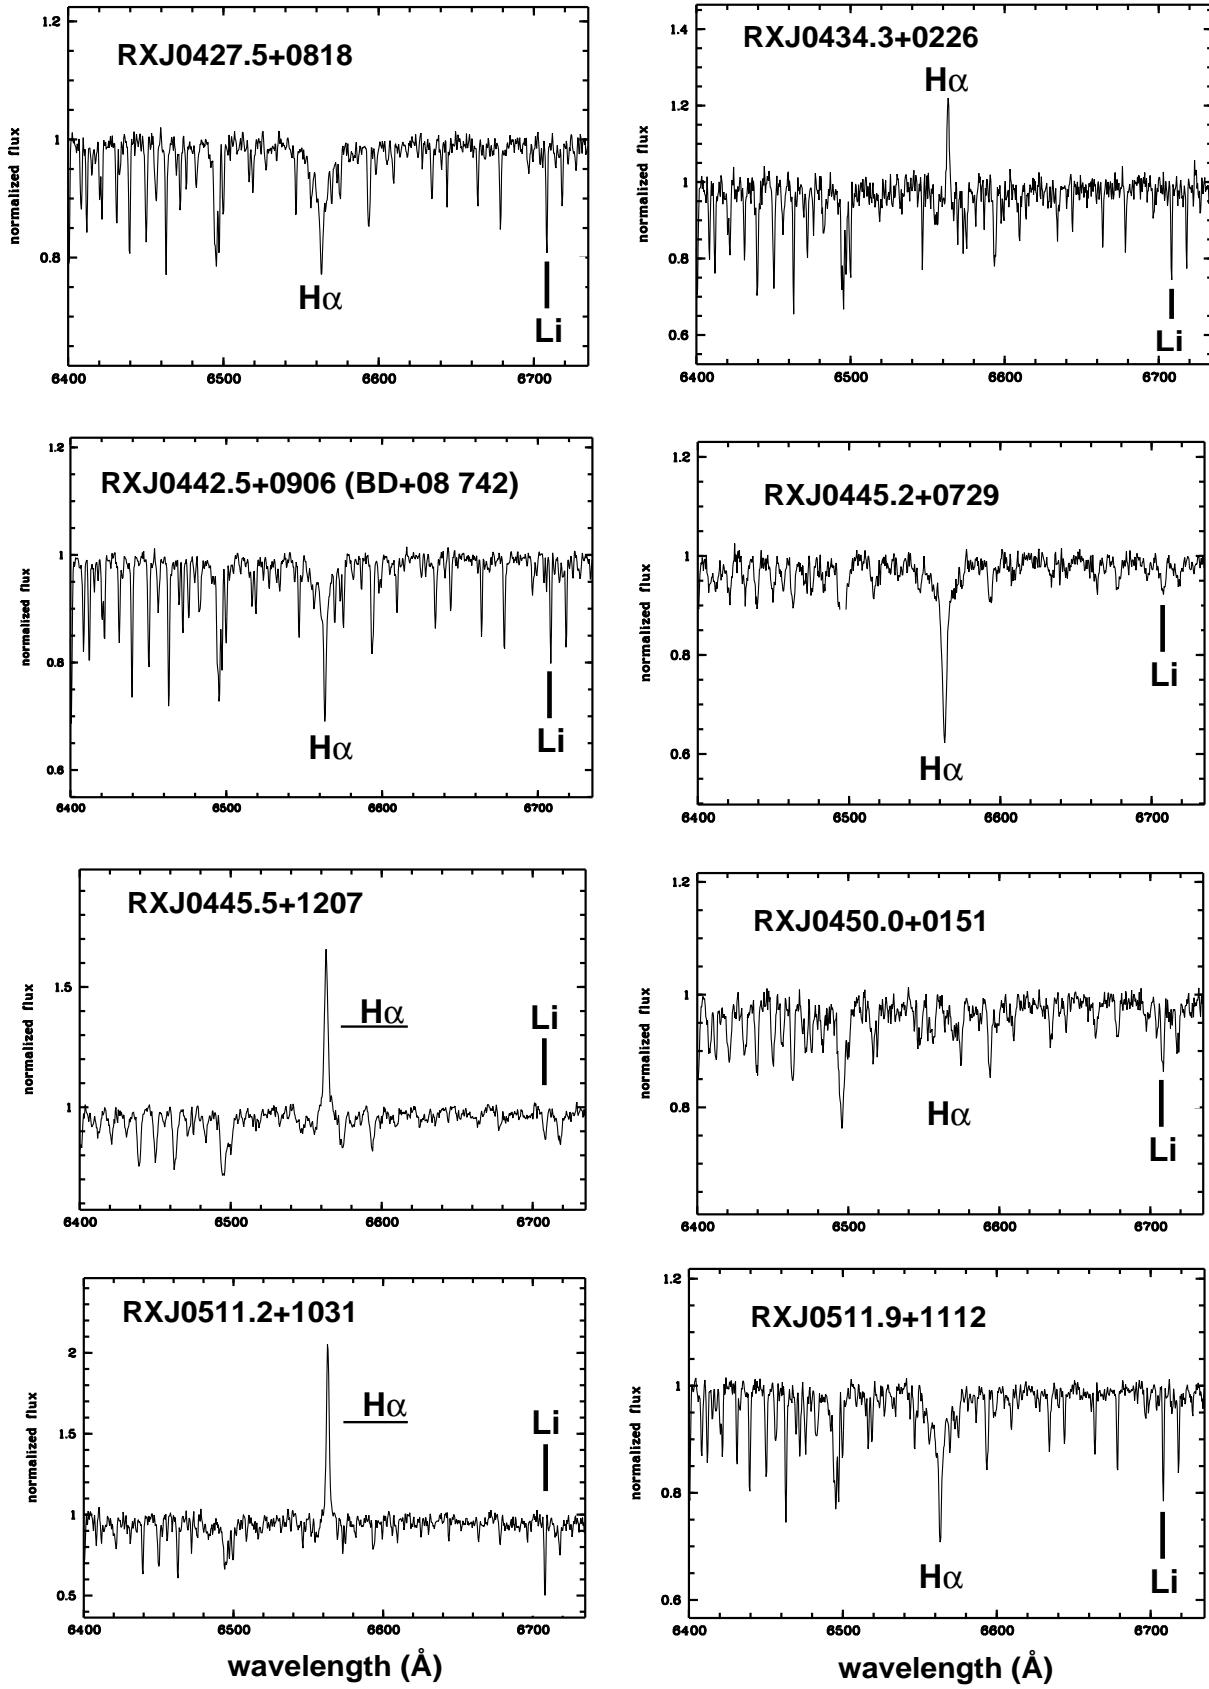 RXJ0427.5+0818
Hα
Li
normalized flux
1.2
1
0.8
6400
6500
6600
6700
RXJ0434.3+0226
Hα
Li
normalized flux
1.4
1.2
1
0.8
0.6
6400
6500
6600
6700
RXJ0442.5+0906 (BD+08 742)
Hα
Li
normalized flux
1.2
1
0.8
0.6
6400
6500
6600
6700
RXJ0445.2+0729
Hα
Li
normalized flux
1.2
1
0.8
0.6
6400
6500
6600
6700
RXJ0445.5+1207
Hα
Li
normalized flux
1.5
1
6400
6500
6600
6700
RXJ0450.0+0151
Hα
Li
normalized flux
1.2
1
0.8
6400
6500
6600
6700
RXJ0511.2+1031
Hα
Li
normalized flux
2
1.5
1
0.5
6400
6500
6600
6700
wavelength (Å)
RXJ0511.9+1112
Hα
Li
normalized flux
1.2
1
0.8
0.6
6400
6500
6600
6700
wavelength (Å)